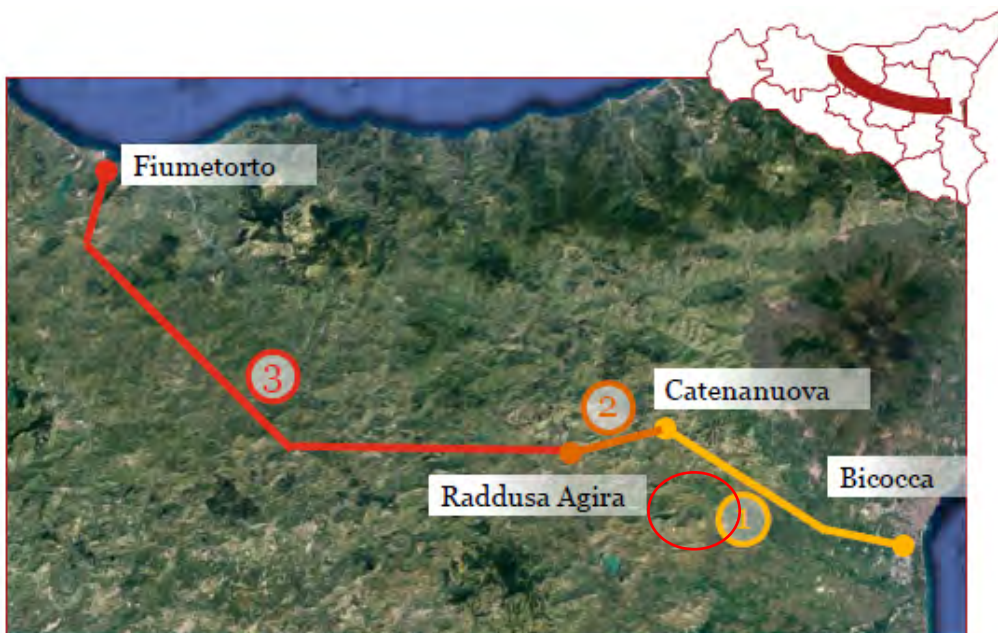 Fiumetorto
3
2
Catenanuova
Raddusa Agira
1
Bicocca